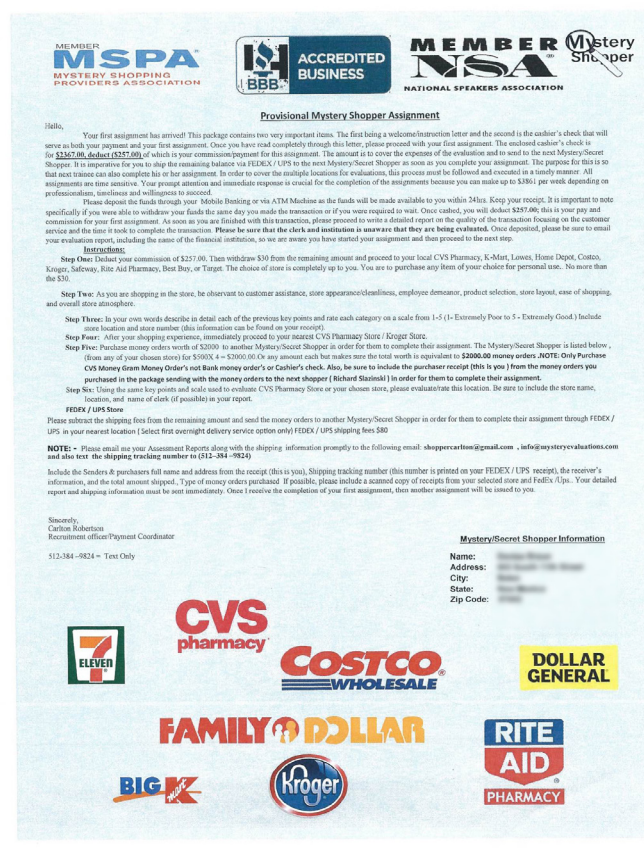 MEMBER
MSPA
MYSTERY SHOPPING
PROVIDERS ASSOCIATION
BBB
ACCREDITED
BUSINESS
MEMBER
NSA
NATIONAL SPEAKERS ASSOCIATION
Mystery
Shopper
Provisional Mystery Shopper Assignment
Hello,
Your first assignment has arrived! This package contains two very important items. The first being a welcome/instruction letter and the second is the cashier's check that will
serve as both your payment and your first assignment. Once you have read completely through this letter, please proceed with your first assignment. The enclosed cashier's check is
for $2367.00, deduct ($257.00) of which is your commission/payment for this assignment. The amount is to cover the expenses of the evaluation and to send to the next Mystery/Secret
Shopper. It is imperative for you to ship the remaining balance via FEDEX / UPS to the next Mystery/Secret Shopper as soon as you complete your assignment. The purpose for this is so
that next trainee can also complete his or her assignment. In order to cover the multiple locations for evaluations, this process must be followed and executed in a timely manner. All
assignments are time sensitive. Your prompt attention and immediate response is crucial for the completion of the assignments because you can make up to $3861 per week depending on
professionalism, timeliness and willingness to succeed.
Please deposit the funds through your Mobile Banking or via ATM Machine as the funds will be made available to you within 24hrs. Keep your receipt. It is important to note
specifically if you were able to withdraw your funds the same day you made the transaction or if you were required to wait. Once cashed, you will deduct $257.00; this is your pay and
commission for your first assignment. As soon as you are finished with this transaction, please proceed to write a detailed report on the quality of the transaction focusing on the customer
service and the time it took to complete the transaction. Please be sure that the clerk and institution is unaware that they are being evaluated. Once deposited, please be sure to email
your evaluation report, including the name of the financial institution, so we are aware you have started your assignment and then proceed to the next step.
Instructions:
Step One: Deduct your commission of $257.00. Then withdraw $30 from the remaining amount and proceed to your local CVS Pharmacy, K-Mart, Lowes, Home Depot, Costco,
Kroger, Safeway, Rite Aid Pharmacy, Best Buy, or Target. The choice of store is completely up to you. You are to purchase any item of your choice for personal use.. No more than
the $30.
Step Two: As you are shopping in the store, be observant to customer assistance, store appearance/cleanliness, employee demeanor, product selection, store layout, ease of shopping,
and overall store atmosphere.
Step Three: In your own words describe in detail each of the previous key points and rate each category on a scale from 1-5 (1- Extremely Poor to 5 - Extremely Good.) Include
store location and store number (this information can be found on your receipt).
Step Four: After your shopping experience, immediately proceed to your nearest CVS Pharmacy Store / Kroger Store.
Step Five: Purchase money orders worth of $2000 to another Mystery/Secret Shopper in order for them to complete their assignment. The Mystery/Secret Shopper is listed below ,
(from any of your chosen store) for $500X 4 = $2000.00.Or any amount each but makes sure the total worth is equivalent to $2000.00 money orders .NOTE: Only Purchase
CVS Money Gram Money Order's not Bank money order's or Cashier's check. Also, be sure to include the purchaser receipt (this Is you ) from the money orders you
purchased in the package sending with the money orders to the next shopper ( Richard Slazinski ) in order for them to complete their assignment.
Step Six: Using the same key points and scale used to evaluate CVS Pharmacy Store or your chosen store, please evaluate/rate this location. Be sure to include the store name,
location, and name of clerk (if possible) in your report.
FEDEX / UPS Store
Please subtract the shipping fees from the remaining amount and send the money orders to another Mystery/Secret Shopper in order for them to complete their assignment through FEDEX /
UPS in your nearest location ( Select first overnight delivery service option only) FEDEX / UPS shipping fees $80
NOTE: - Please email me your Assessment Reports along with the shipping information promptly to the following email: shoppercarlton@gmail.com , info@mysteryevaluations.com
and also text the shipping tracking number to (512–384 –9824)
Include the Senders & purchasers full name and address from the receipt (this is you), Shipping tracking number (this number is printed on your FEDEX / UPS receipt), the receiver's
information, and the total amount shipped., Type of money orders purchased If possible, please include a scanned copy of receipts from your selected store and FedEx /Ups.. Your detailed
report and shipping information must be sent immediately. Once I receive the completion of your first assignment, then another assignment will be issued to you.
Sincerely,
Carlton Robertson
Recruitment officer/Payment Coordinator
512-384 –9824 = Text Only
Mystery/Secret Shopper Information
Name:
Address:
City:
State:
Zip Code:
7
ELEVEN
CVS
pharmacy
COSTCO
WHOLESALE
DOLLAR
GENERAL
FAMILY DOLLAR
RITE
AID
PHARMACY
BIG K
mart
Kroger